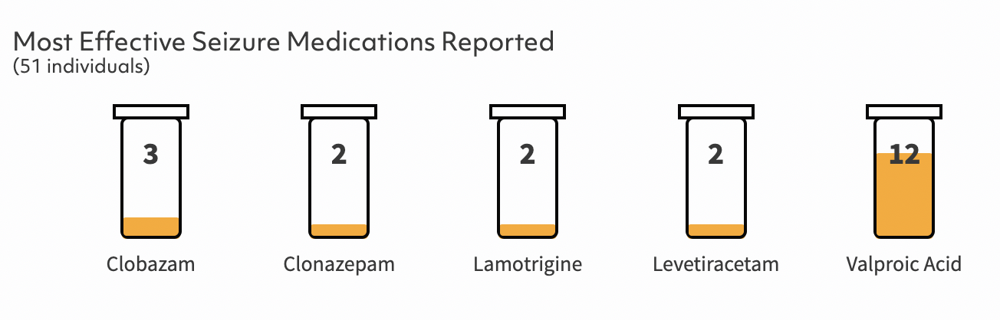 Most Effective Seizure Medications Reported
(51 individuals)
3 2 2 2 12
Clobazam Clonazepam Lamotrigine Levetiracetam Valproic Acid